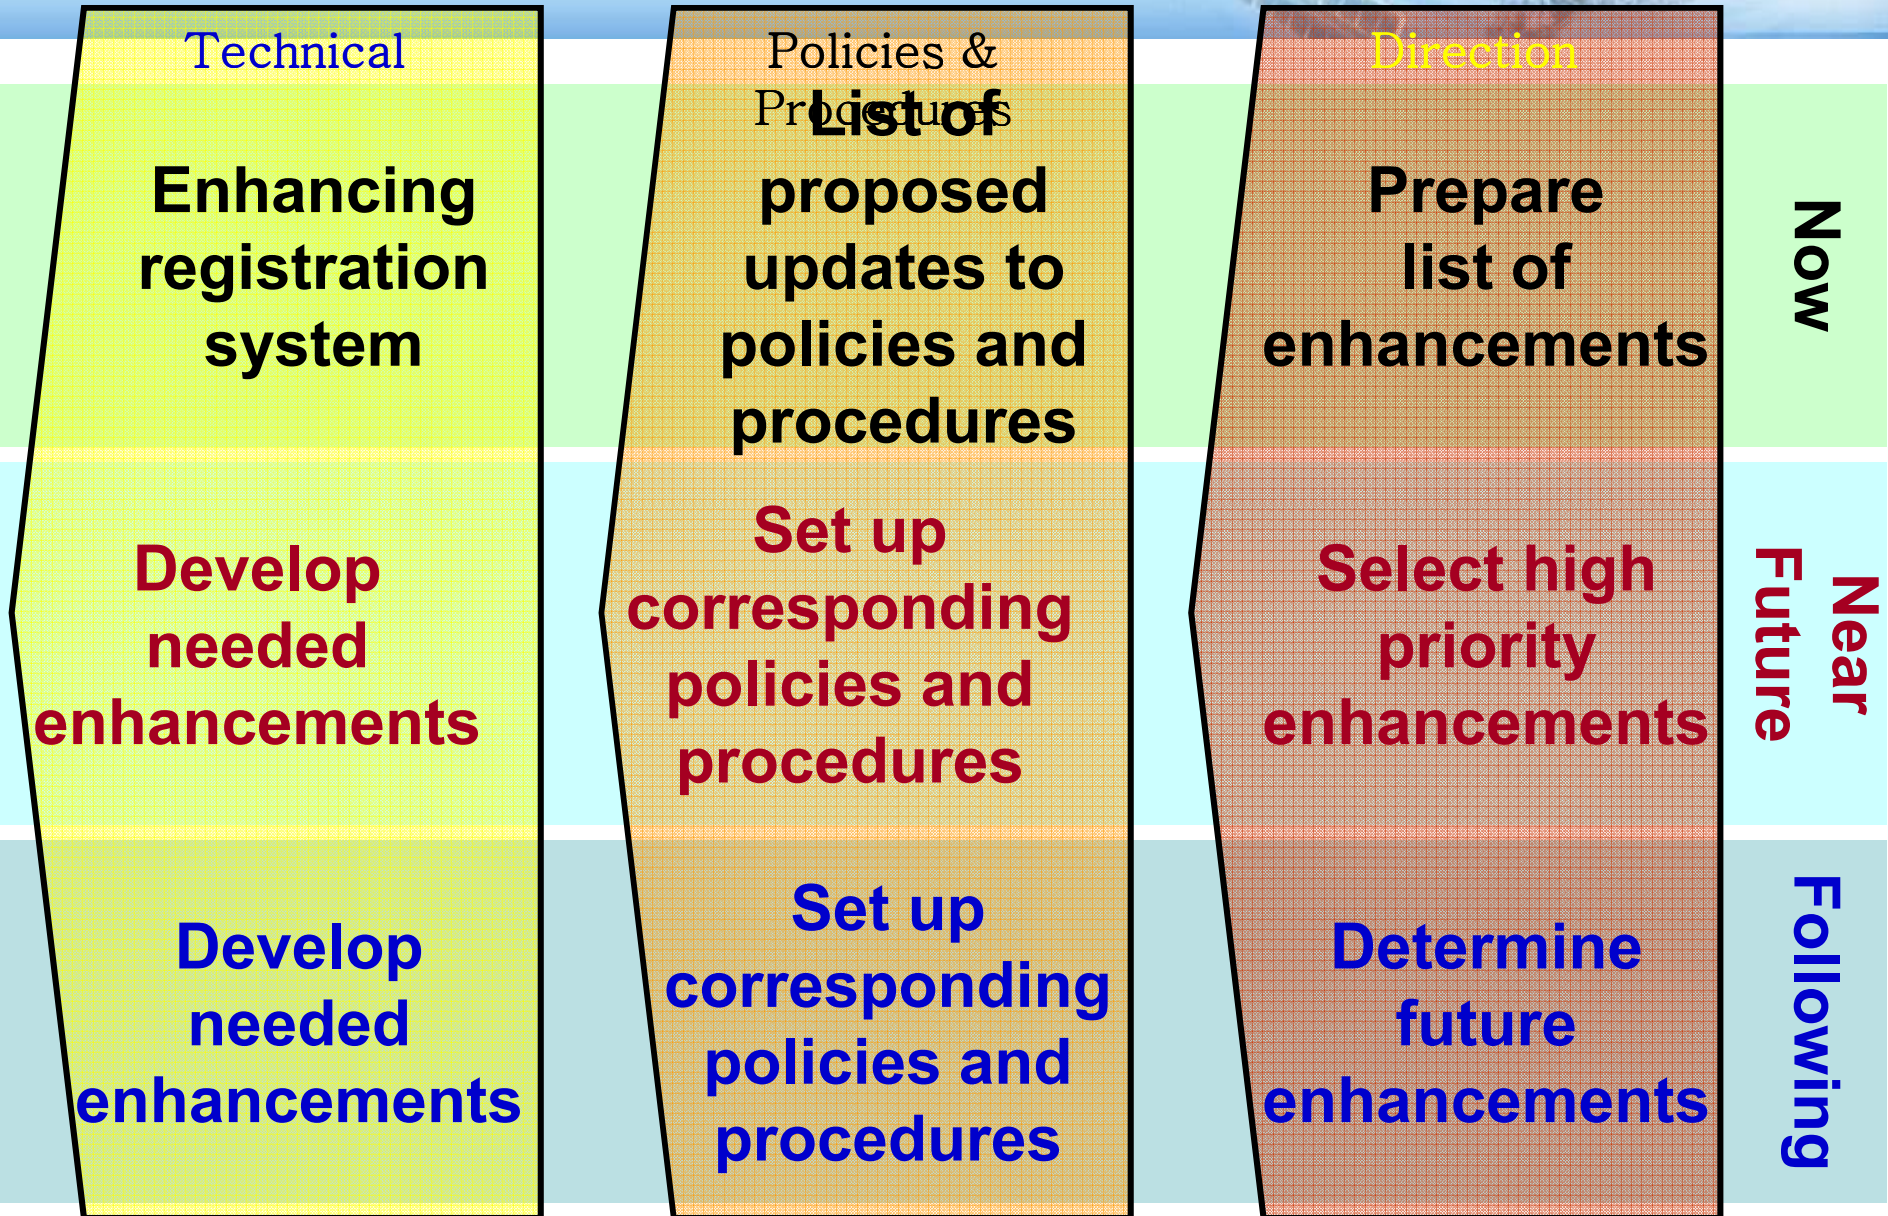 Technical
Policies &
Procedures
Direction
Enhancing
registration
system
List of
proposed
updates to
policies and
procedures
Prepare
list of
enhancements
Now
Develop
needed
enhancements
Set up
corresponding
policies and
procedures
Select high
priority
enhancements
Near
Future
Develop
needed
enhancements
Set up
corresponding
policies and
procedures
Determine
future
enhancements
Following